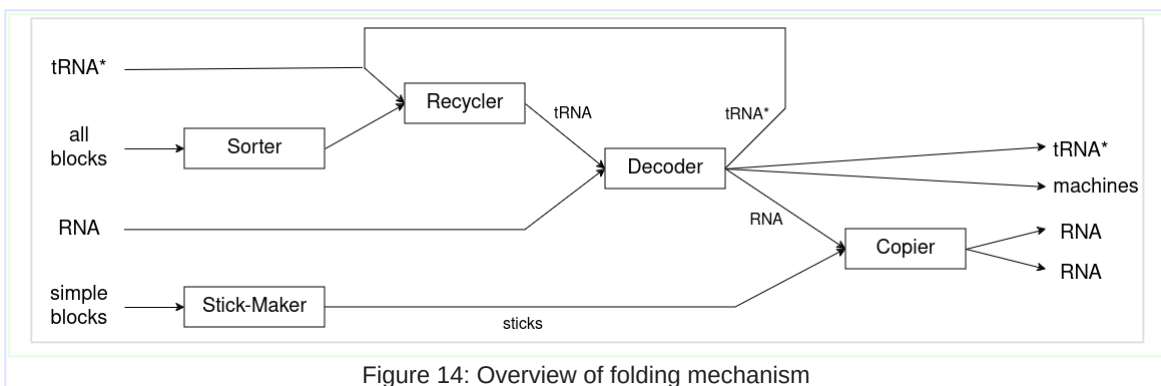 tRNA*
Recycler
tRNA
tRNA*
all
blocks
Sorter
Decoder
tRNA*
machines
RNA
RNA
Copier
RNA
RNA
simple
blocks
Stick-Maker
sticks
Figure 14: Overview of folding mechanism